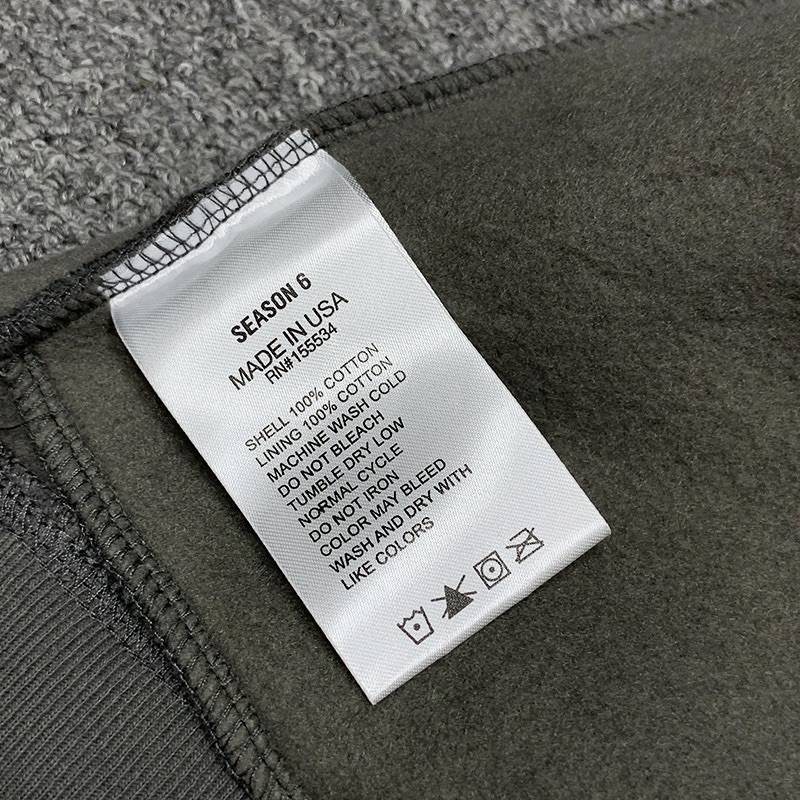 SEASON 6
MADE IN USA
RN#155534
SHELL 100% COTTON
LINING 100% COTTON
MACHINE WASH COLD
DO NOT BLEACH
TUMBLE DRY LOW
NORMAL CYCLE
DO NOT IRON
COLOR MAY BLEED
WASH AND DRY WITH
LIKE COLORS